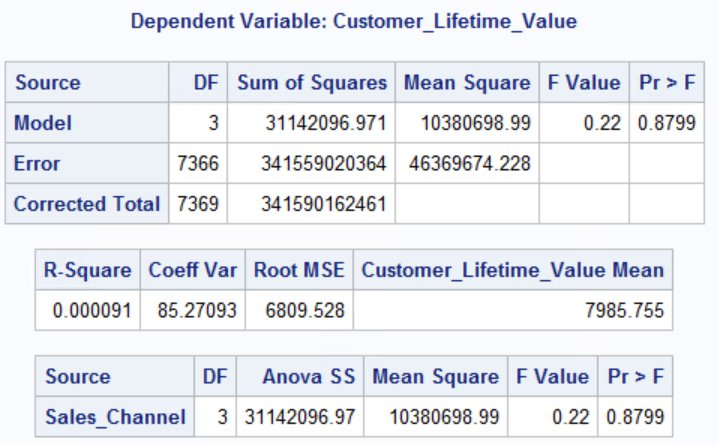 Dependent Variable: Customer_Lifetime_Value
Source DF Sum of Squares Mean Square F Value Pr > F
Model 3 31142096.971 10380698.99 0.22 0.8799
Error 7366 341559020364 46369674.228
Corrected Total 7369 341590162461
R-Square Coeff Var Root MSE Customer_Lifetime_Value Mean
0.000091 85.27093 6809.528 7985.755
Source DF Anova SS Mean Square F Value Pr > F
Sales_Channel 3 31142096.97 10380698.99 0.22 0.8799